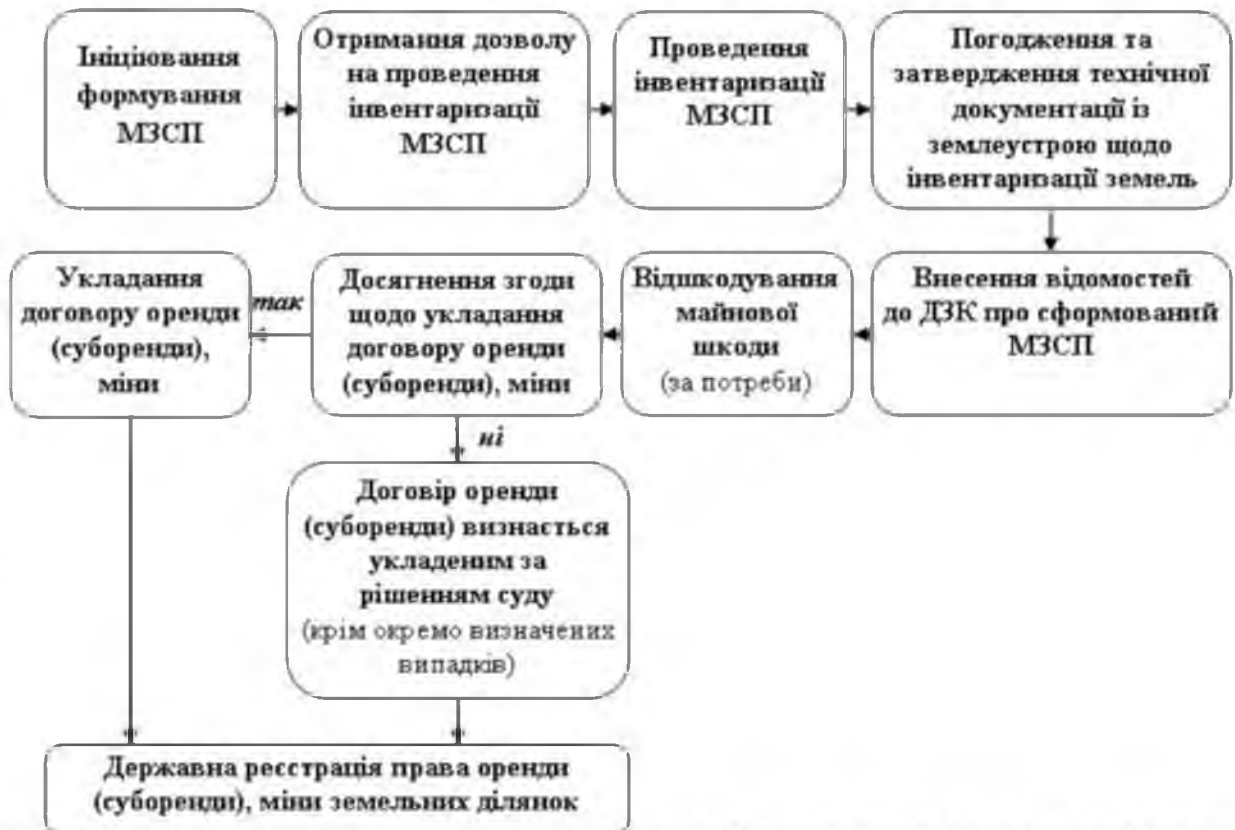 Ініціювання
формування
МЗСП
Отримання дозволу
на проведення
інвентаризації
МЗСП
Проведення
інвентаризації
МЗСП
Погодження та
затвердження технічної
документації із
землеустрою щодо
інвентаризації земель
Укладання
договору оренди
(суборенди),
міни
так
Досягнення згоди
щодо укладання
договору оренди
(суборенди), міни
Відшкодування
майнової
шкоди
(за потреби)
Внесення відомостей
до ДЗК про сформований
МЗСП
ні
Договір оренди
(суборенди) визнається
укладеним за
рішенням суду
(крім окремо визначених
випадків)
Державна реєстрація права оренди
(суборенди), міни земельних ділянок